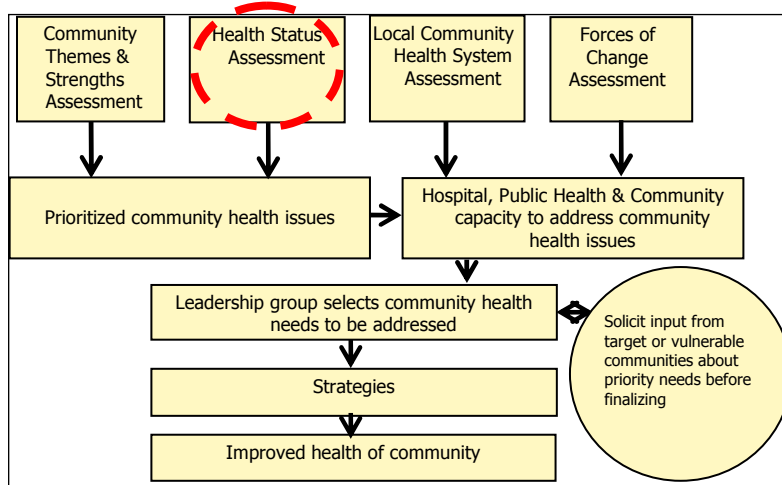 Community
Themes &
Strengths
Assessment
Health Status
Assessment
Local Community
Health System
Assessment
Forces of
Change
Assessment
Prioritized community health issues
Hospital, Public Health & Community
capacity to address community
health issues
Leadership group selects community health
needs to be addressed
Solicit input from
target or vulnerable
communities about
priority needs before
finalizing
Strategies
Improved health of community